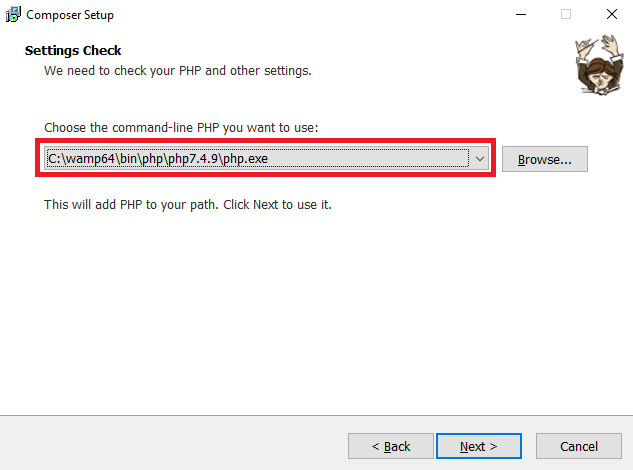 Composer Setup
Settings Check
We need to check your PHP and other settings.
Choose the command-line PHP you want to use:
C:\wamp64\bin\php\php7.4.9\php.exe
Browse...
This will add PHP to your path. Click Next to use it.
< Back
Next >
Cancel